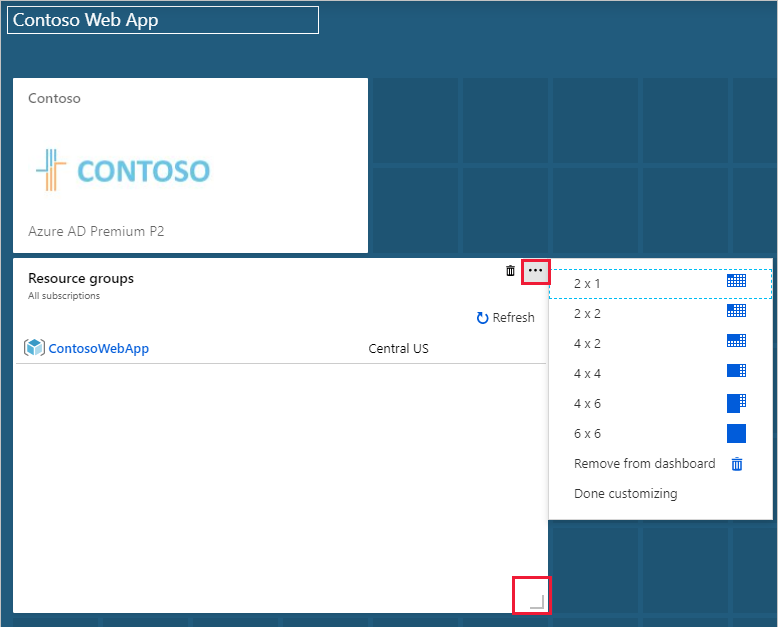 Contoso Web App
Contoso
CONTOSO
Azure AD Premium P2
Resource groups
All subscriptions
Refresh
ContosoWebApp Central US
2 x 1
2 x 2
4 x 2
4 x 4
4 x 6
6 x 6
Remove from dashboard
Done customizing